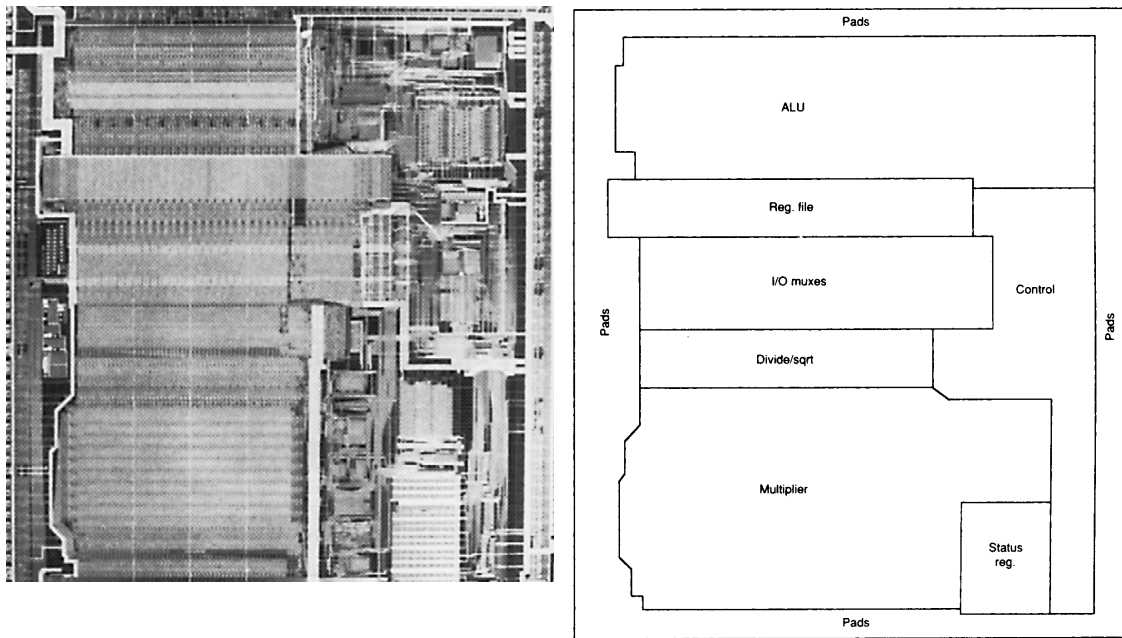 Pads
ALU
Reg. file
I/O muxes
Control
Pads
Pads
Divide/sqrt
Multiplier
Status
reg.
Pads